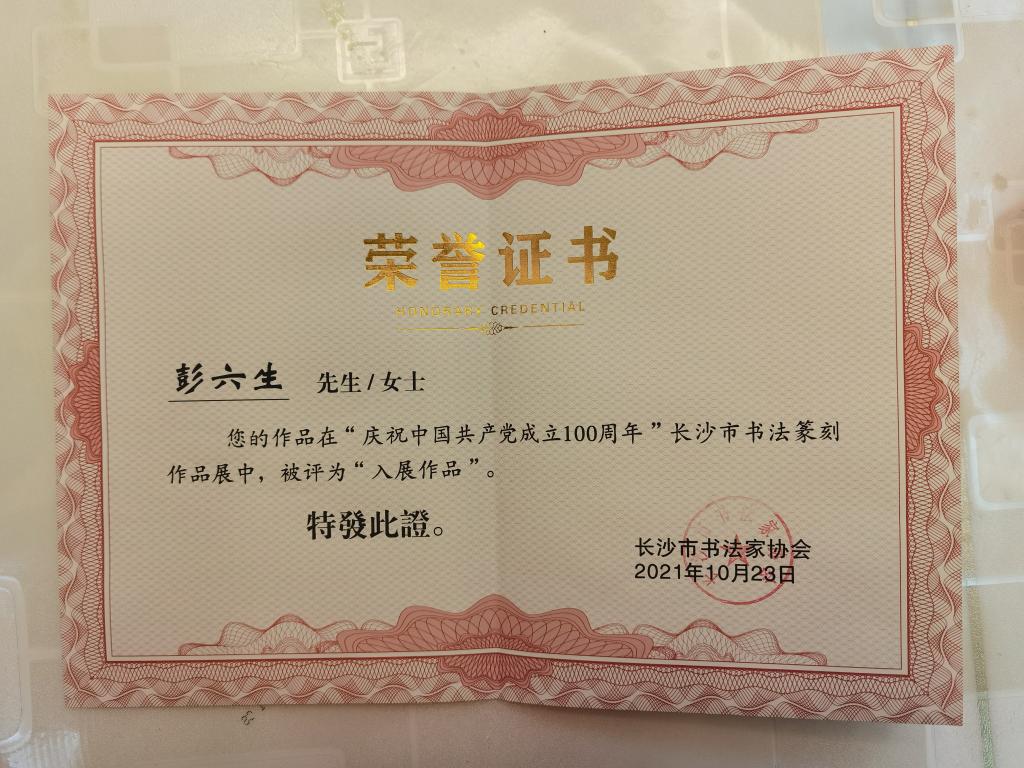 荣誉证书
HONORARY CREDENTIAL
彭六生 先生/女士
您的作品在“庆祝中国共产党成立100周年”长沙市书法篆刻
作品展中，被评为“入展作品”。
特發此證。
长沙市书法家协会
2021年10月23日